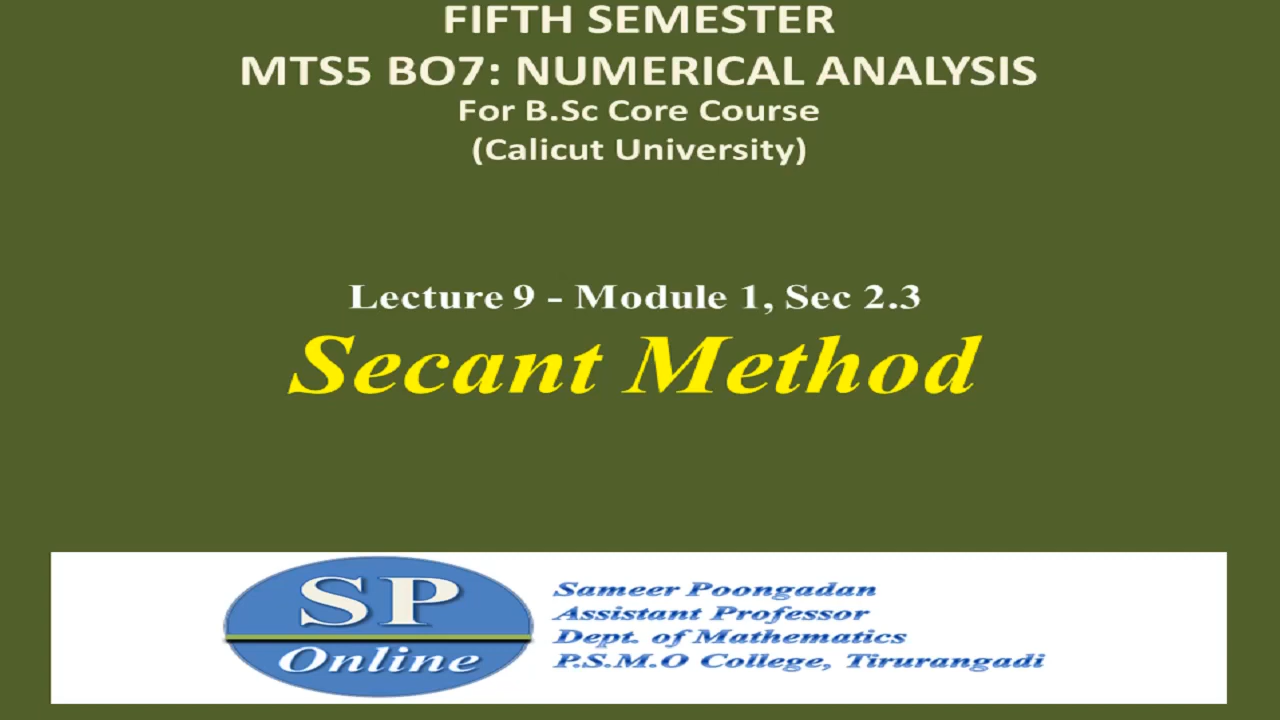 FIFTH SEMESTER
MTS5 BO7: NUMERICAL ANALYSIS
For B.Sc Core Course
(Calicut University)
Lecture 9 - Module 1, Sec 2.3
Secant Method
SP
Online
Sameer Poongadan
Assistant Professor
Dept. of Mathematics
P.S.M.O College, Tirurangadi